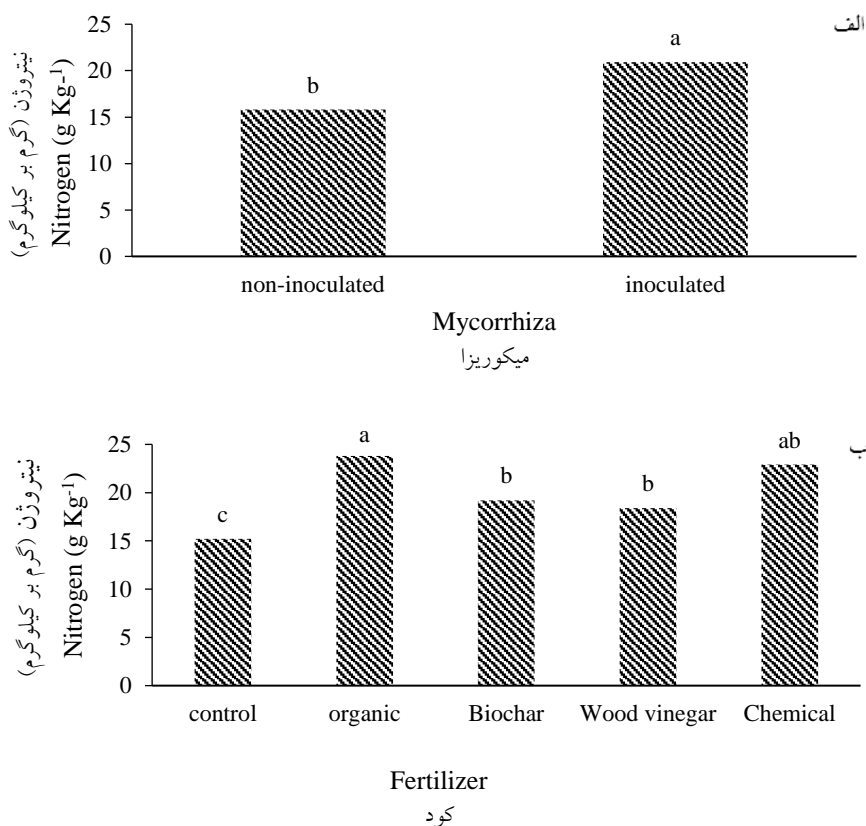 الف
نیتروژن (گرم بر کیلوگرم)
Nitrogen (g Kg-¹)
25
20
15
10
5
0
b
a
non-inoculated
inoculated
Mycorrhiza
میکوریزا
ب
نیتروژن (گرم بر کیلوگرم)
Nitrogen (g Kg-¹)
25
20
15
10
5
0
c
a
b
b
ab
control
organic
Biochar
Wood vinegar
Chemical
Fertilizer
کود